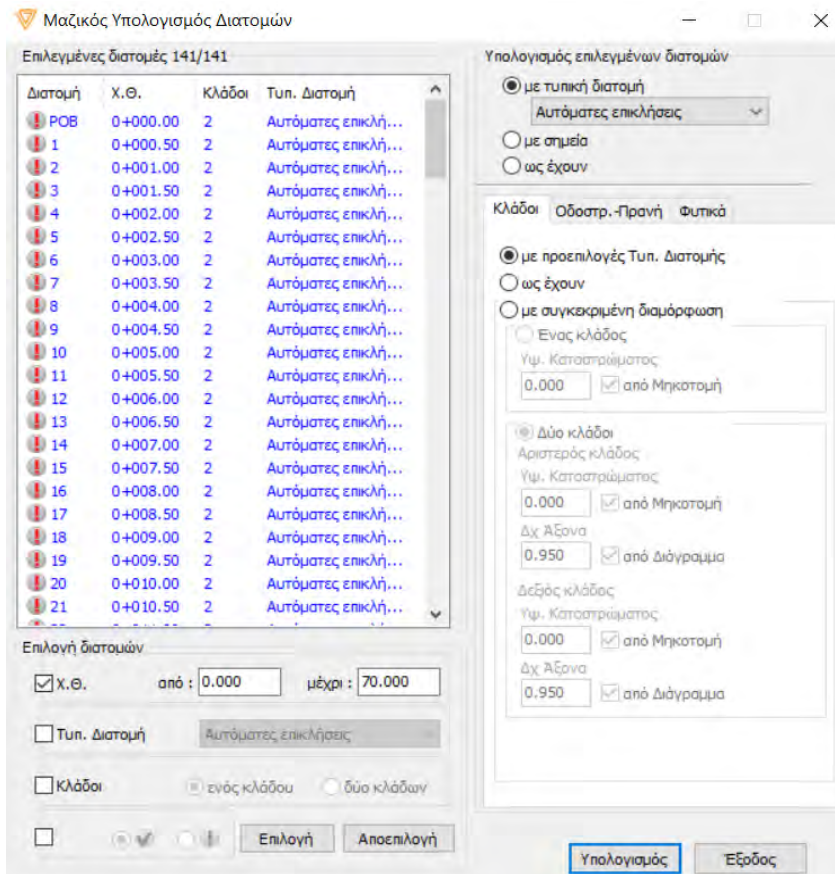 Μαζικός Υπολογισμός Διατομών
Επιλεγμένες διατομές 141/141
Διατομή Χ.Θ. Κλάδοι Τυπ. Διατομή
POB 0+000.00 2 Αυτόματες επικλή...
1 0+000.50 2 Αυτόματες επικλή...
2 0+001.00 2 Αυτόματες επικλή...
3 0+001.50 2 Αυτόματες επικλή...
4 0+002.00 2 Αυτόματες επικλή...
5 0+002.50 2 Αυτόματες επικλή...
6 0+003.00 2 Αυτόματες επικλή...
7 0+003.50 2 Αυτόματες επικλή...
8 0+004.00 2 Αυτόματες επικλή...
9 0+004.50 2 Αυτόματες επικλή...
10 0+005.00 2 Αυτόματες επικλή...
11 0+005.50 2 Αυτόματες επικλή...
12 0+006.00 2 Αυτόματες επικλή...
13 0+006.50 2 Αυτόματες επικλή...
14 0+007.00 2 Αυτόματες επικλή...
15 0+007.50 2 Αυτόματες επικλή...
16 0+008.00 2 Αυτόματες επικλή...
17 0+008.50 2 Αυτόματες επικλή...
18 0+009.00 2 Αυτόματες επικλή...
19 0+009.50 2 Αυτόματες επικλή...
20 0+010.00 2 Αυτόματες επικλή...
21 0+010.50 2 Αυτόματες επικλή...
Επιλογή διατομών
Χ.Θ. από : 0.000 μέχρι : 70.000
Τυπ. Διατομή Αυτόματες επικλήσεις
Κλάδοι ενός κλάδου δύο κλάδων
Επιλογή Αποεπιλογή
Υπολογισμός επιλεγμένων διατομών
με τυπική διατομή
Αυτόματες επικλήσεις
με σημεία
ως έχουν
Κλάδοι Οδοστρ.-Πρανή Φυτικά
με προεπιλογές Τυπ. Διατομής
ως έχουν
με συγκεκριμένη διαμόρφωση
Ένας κλάδος
Υψ. Καταστρώματος
0.000 από Μηκοτομή
Δύο κλάδοι
Αριστερός κλάδος
Υψ. Καταστρώματος
0.000 από Μηκοτομή
Δχ Άξονα
0.950 από Διάγραμμα
Δεξιός κλάδος
Υψ. Καταστρώματος
0.000 από Μηκοτομή
Δχ Άξονα
0.950 από Διάγραμμα
Υπολογισμός Έξοδος